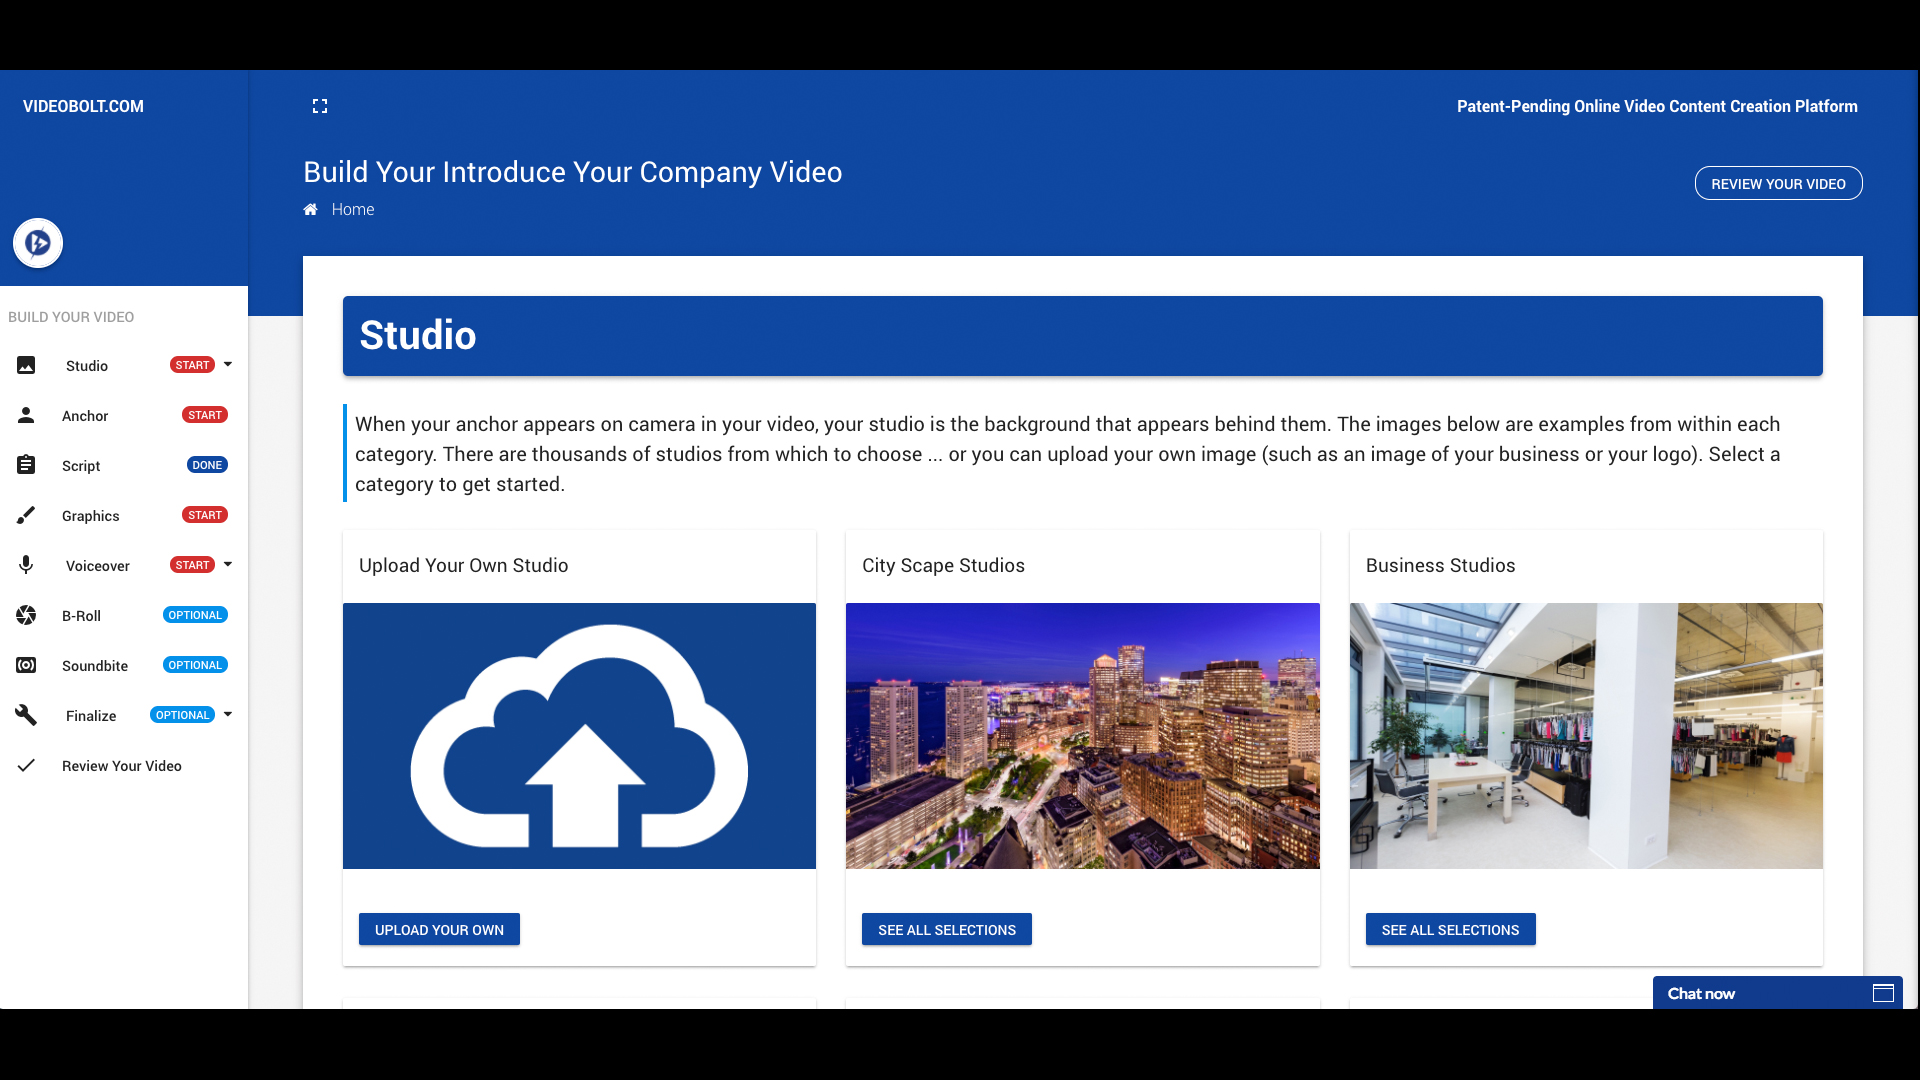 VIDEOBOLT.COM
Patent-Pending Online Video Content Creation Platform
Build Your Introduce Your Company Video
Home
REVIEW YOUR VIDEO
BUILD YOUR VIDEO
Studio START
Anchor START
Script DONE
Graphics START
Voiceover START
B-Roll OPTIONAL
Soundbite OPTIONAL
Finalize OPTIONAL
Review Your Video
Studio
When your anchor appears on camera in your video, your studio is the background that appears behind them. The images below are examples from within each
category. There are thousands of studios from which to choose ... or you can upload your own image (such as an image of your business or your logo). Select a
category to get started.
Upload Your Own Studio
City Scape Studios
Business Studios
UPLOAD YOUR OWN
SEE ALL SELECTIONS
SEE ALL SELECTIONS
Chat now